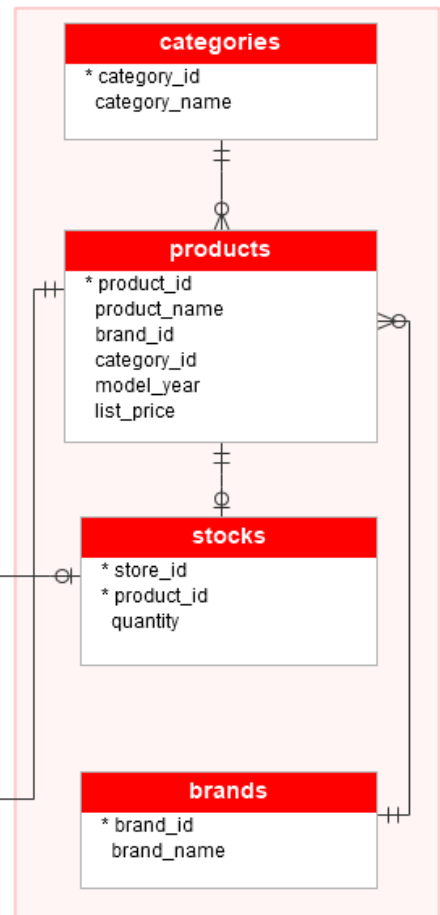 categories
* category_id
category_name
products
* product_id
product_name
brand_id
category_id
model_year
list_price
stocks
* store_id
* product_id
quantity
brands
* brand_id
brand_name